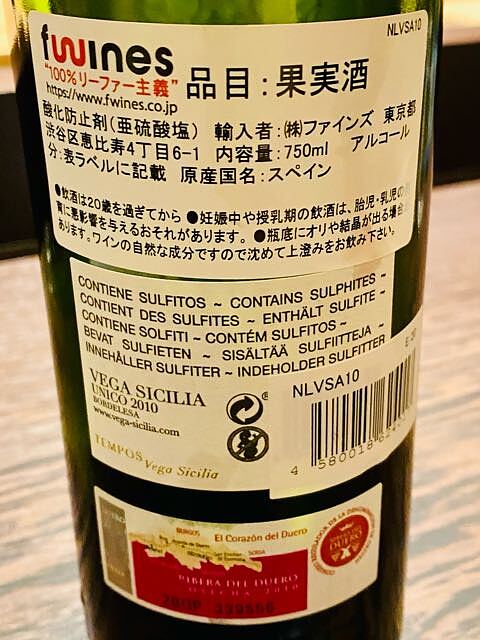 fwines
NLVSA10
"100%リーファー主義"
https://www.fwines.co.jp
品目:果実酒
酸化防止剤(亜硫酸塩) 輸入者:㈱ファインズ 東京都
渋谷区恵比寿4丁目6-1 内容量:750ml アルコール
分:表ラベルに記載 原産国名:スペイン
●飲酒は20歳を過ぎてから ●妊娠中や授乳期の飲酒は、胎児・乳児の
育に悪影響を与えるおそれがあります。 ●瓶底にオリや結晶が出る場合
あります。ワインの自然な成分ですので沈めて上澄みをお飲み下さい。
CONTIENE SULFITOS ~ CONTAINS SULPHITES ~
CONTIENT DES SULFITES ~ ENTHÄLT SULFITE ~
CONTIENE SOLFITI ~ CONTÉM SULFITOS ~
BEVAT SULFIETEN ~ SISÄLTÄÄ SULFIITTEJA ~
INNEHÅLLER SULFITER ~ INDEHOLDER SULFITTER
VEGA SICILIA
UNICO 2010
BORDELESA
www.vega-sicilia.com
TEMPOS Vega Sicilia
NLVSA10
4 580018
BURGOS El Corazón del Duero
SORIA
RIBERA DEL DUERO
COSECHA 2010